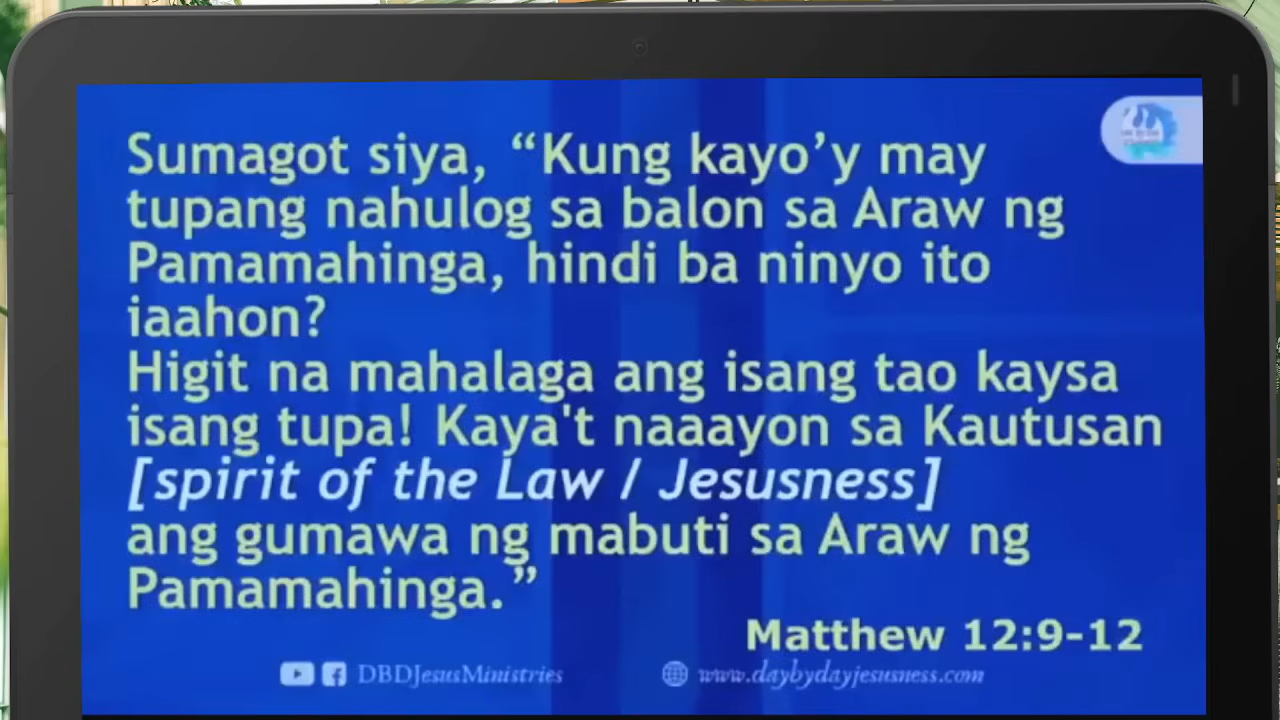 Sumagot siya, “Kung kayo’y may
tupang nahulog sa balon sa Araw ng
Pamamahinga, hindi ba ninyo ito
iaahon?
Higit na mahalaga ang isang tao kaysa
isang tupa! Kaya't naaayon sa Kautusan
[spirit of the Law / Jesusness]
ang gumawa ng mabuti sa Araw ng
Pamamahinga.”
Matthew 12:9-12
DBDJesusMinistries
www.daybydayjesusness.com